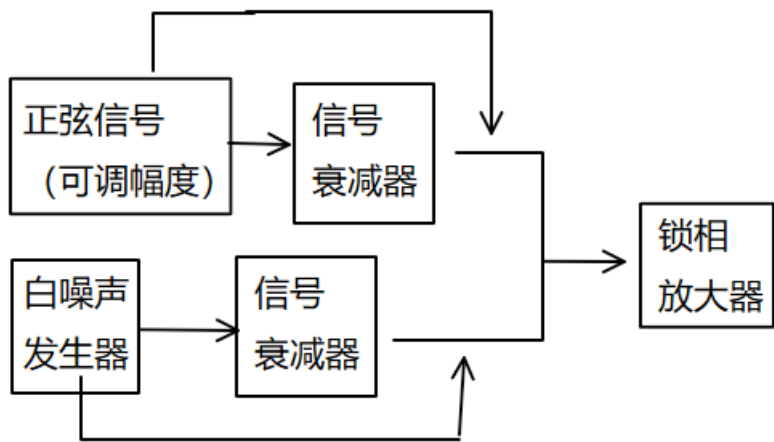 正弦信号
（可调幅度）
信号
衰减器
白噪声
发生器
信号
衰减器
锁相
放大器